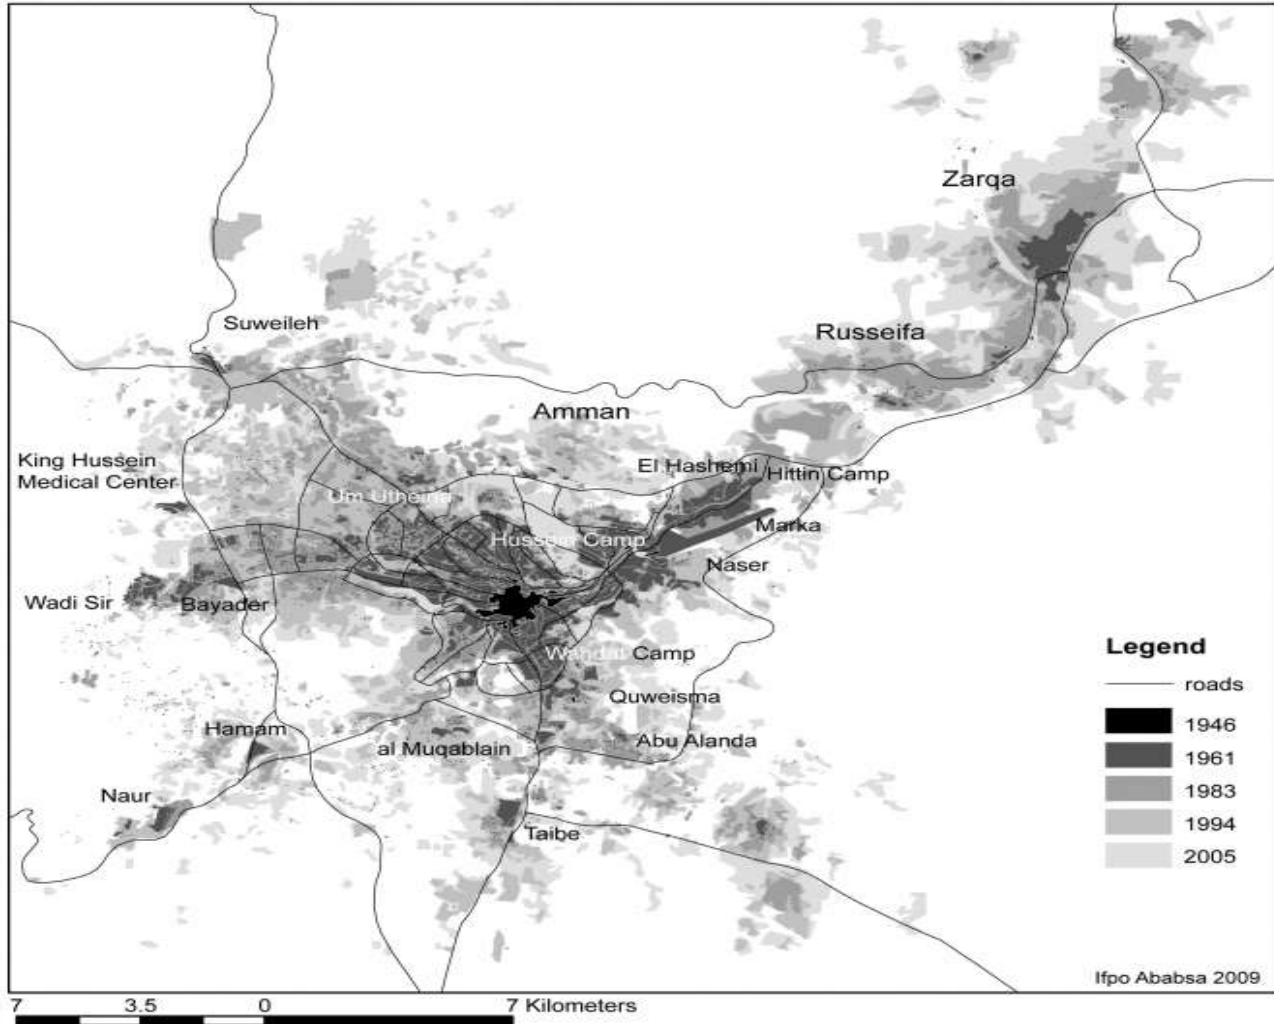 Zarqa
Russeifa
Suweileh
Amman
King Hussein
Medical Center
El Hashemi
Hittin Camp
Um Utheina
Marka
Hussein Camp
Naser
Wadi Sir
Bayader
Wahdat Camp
Quweisma
Hamam
al Muqablain
Abu Alanda
Naur
Taibe
Legend
roads
1946
1961
1983
1994
2005
Ifpo Ababsa 2009
7 3.5 0 7 Kilometers